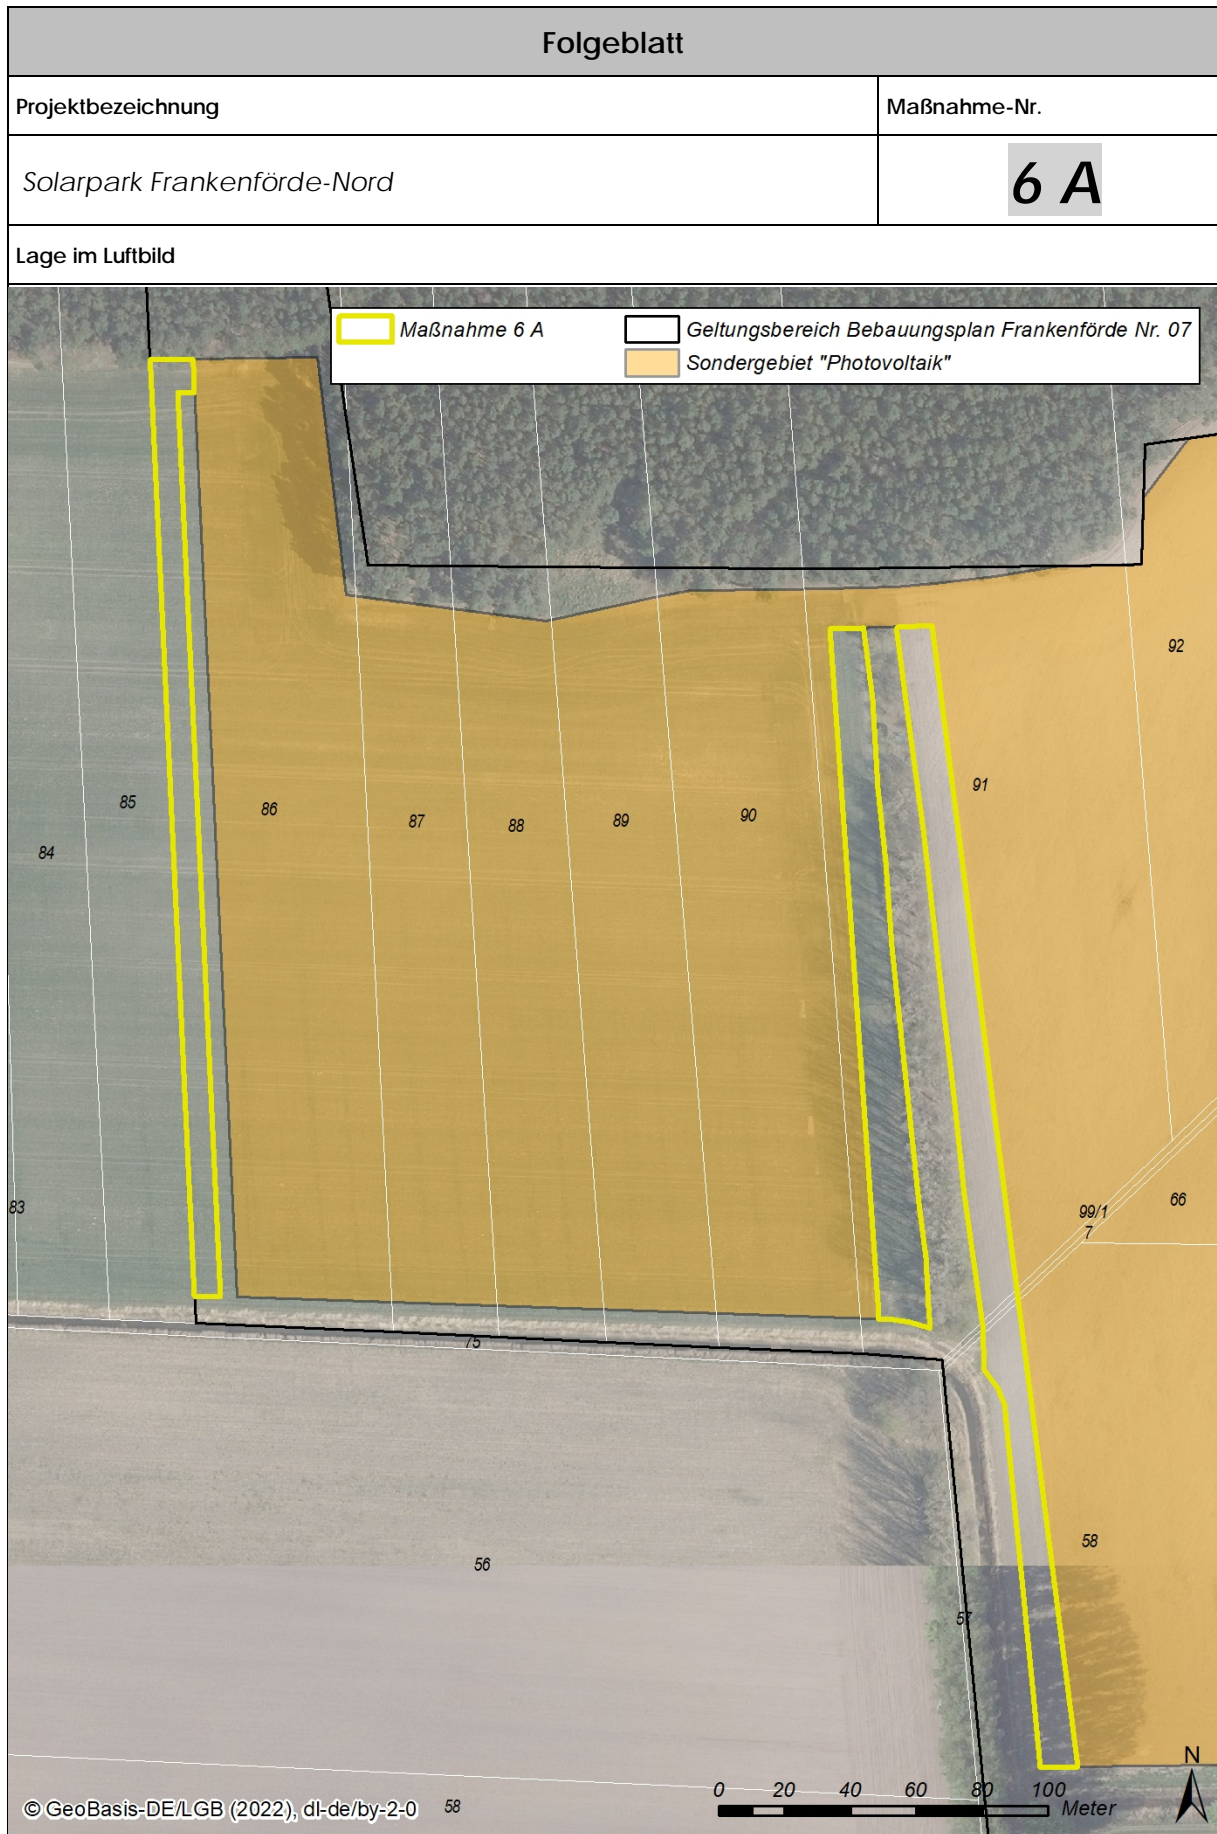 Folgeblatt
Projektbezeichnung
Maßnahme-Nr.
Solarpark Frankenförde-Nord
6 A
Lage im Luftbild
Maßnahme 6 A
Geltungsbereich Bebauungsplan Frankenförde Nr. 07
Sondergebiet "Photovoltaik"
92
91
85
86
87
88
89
90
84
83
99/1
7
66
75
58
56
57
N
0 20 40 60 80 100
Meter
© GeoBasis-DE/LGB (2022), dl-de/by-2-0
58